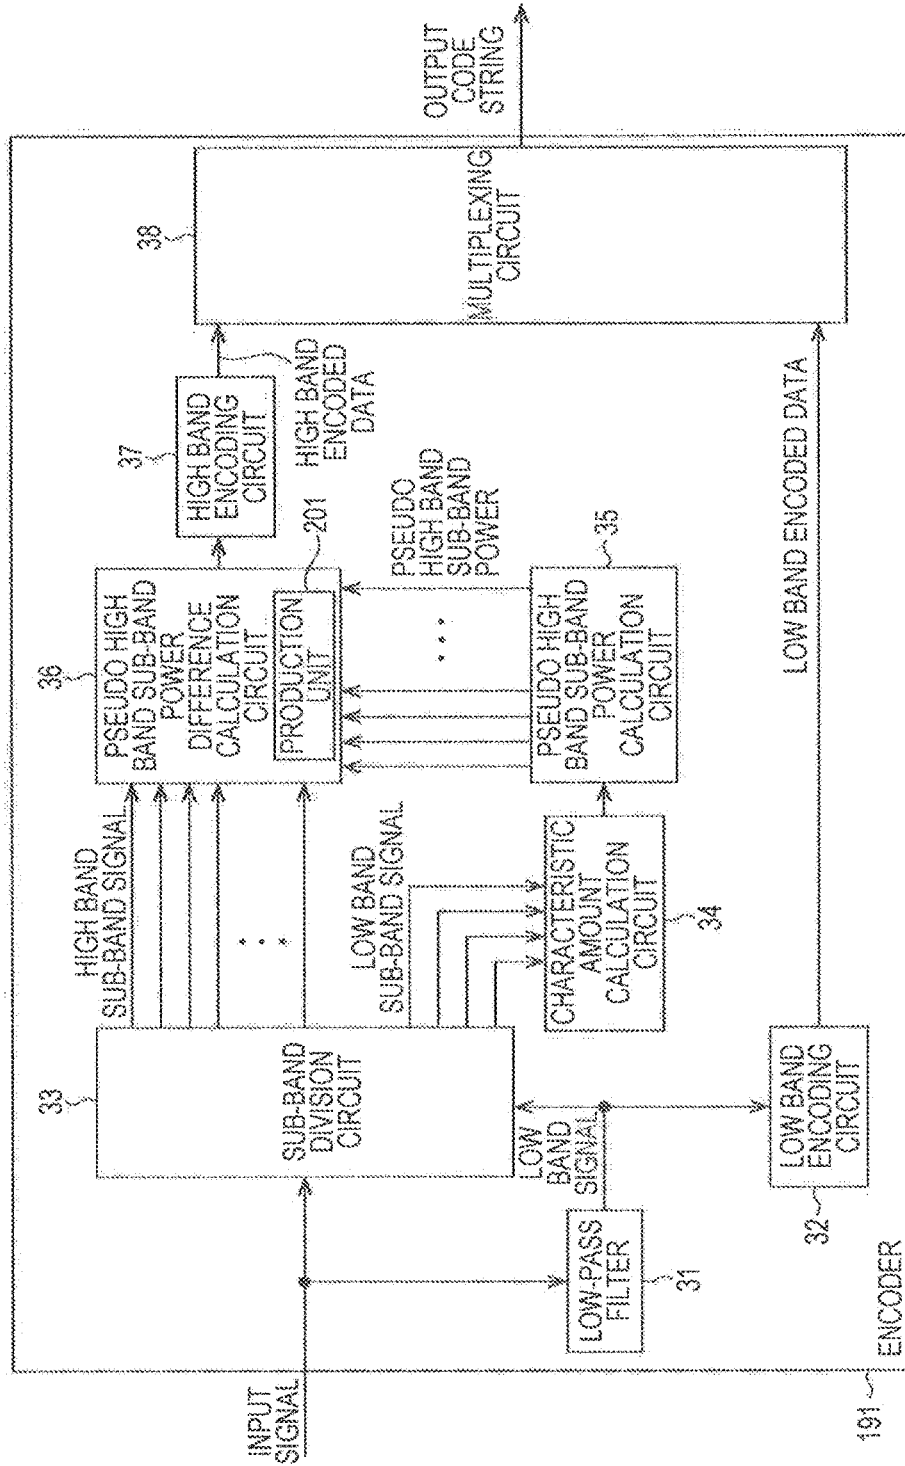 INPUT
SIGNAL
191
ENCODER
33
SUB-BAND
DIVISION
CIRCUIT
LOW
BAND
SIGNAL
LOW-PASS
FILTER
31
32
LOW BAND
ENCODING
CIRCUIT
HIGH BAND
SUB-BAND SIGNAL
LOW BAND
SUB-BAND SIGNAL
CHARACTERISTIC
AMOUNT
CALCULATION
CIRCUIT
34
36
PSEUDO HIGH
BAND SUB-BAND
POWER
DIFFERENCE
CALCULATION
CIRCUIT
PRODUCTION
UNIT
201
PSEUDO
HIGH BAND
SUB-BAND
POWER
35
PSEUDO HIGH
BAND SUB-BAND
POWER
CALCULATION
CIRCUIT
37
HIGH BAND
ENCODING
CIRCUIT
HIGH BAND
ENCODED
DATA
LOW BAND ENCODED DATA
38
MULTIPLEXING
CIRCUIT
OUTPUT
CODE
STRING